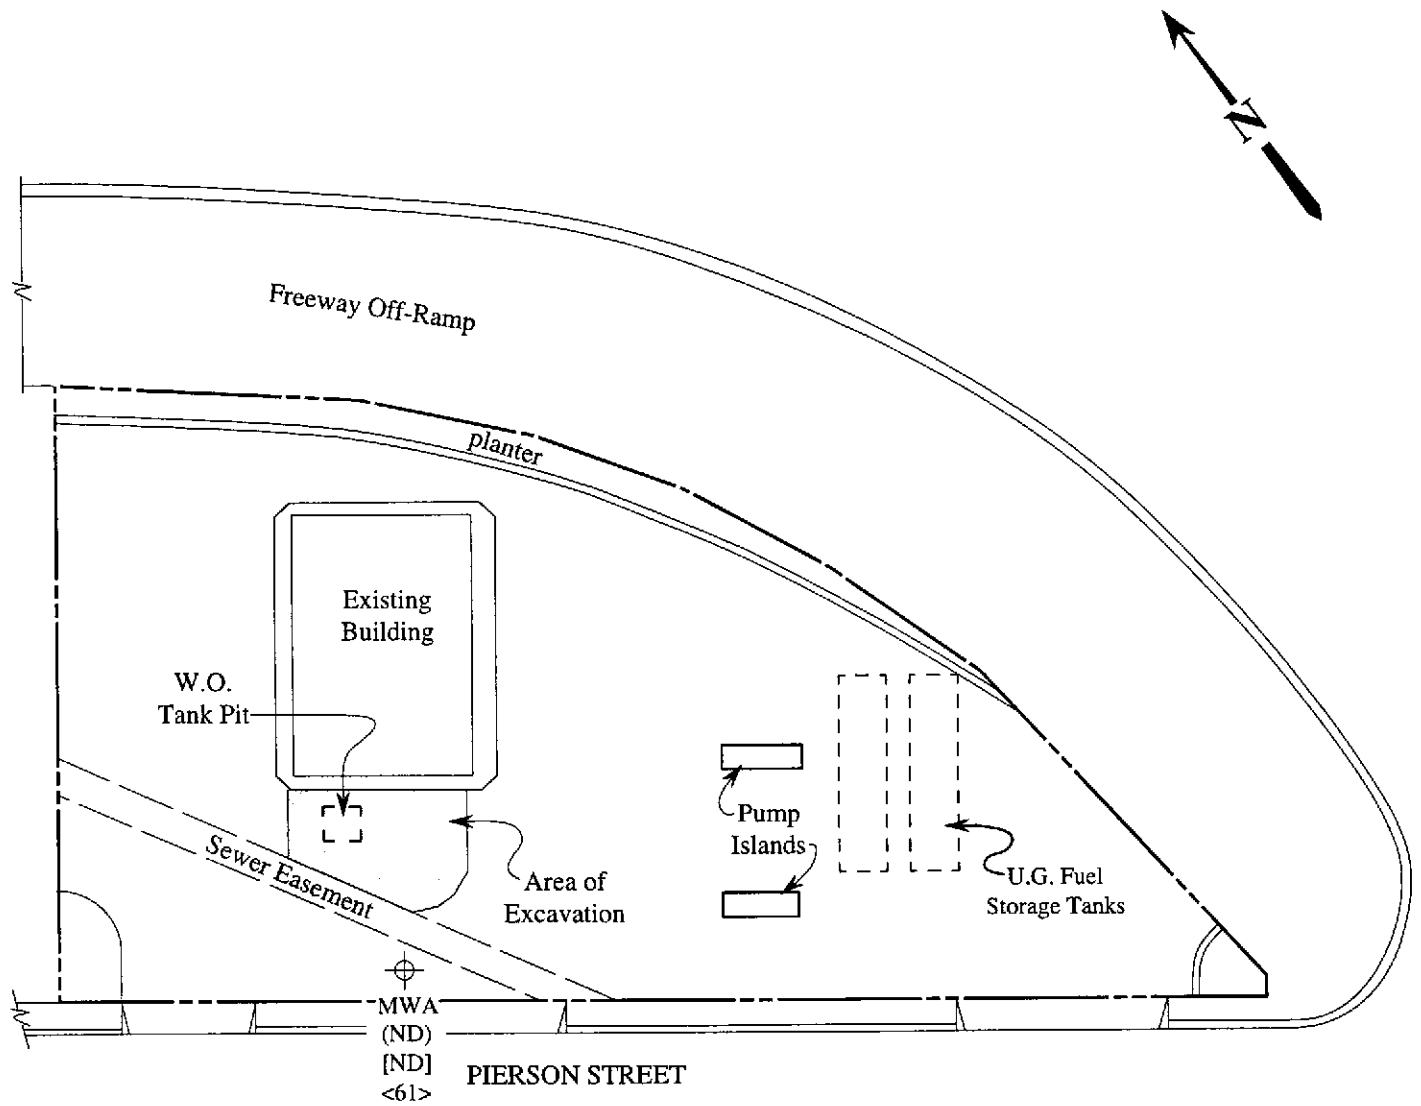 N
Freeway Off-Ramp
planter
Existing
Building
W.O.
Tank Pit
Pump
Islands
Sewer Easement
Area of
Excavation
U.G. Fuel
Storage Tanks
MWA
(ND)
[ND]
<61>
PIERSON STREET